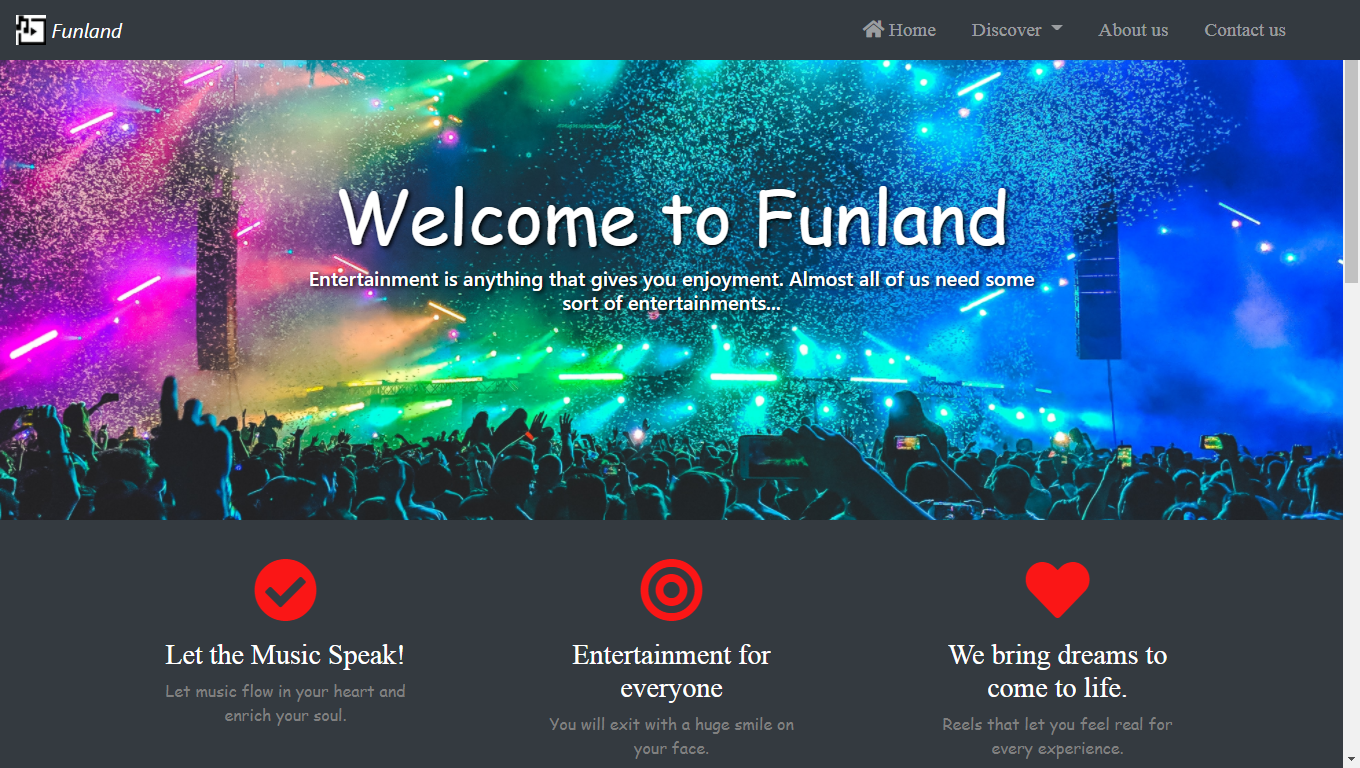 Funland
Home
Discover
About us
Contact us
Welcome to Funland
Entertainment is anything that gives you enjoyment. Almost all of us need some
sort of entertainments...
Let the Music Speak!
Let music flow in your heart and
enrich your soul.
Entertainment for
everyone
You will exit with a huge smile on
your face.
We bring dreams to
come to life.
Reels that let you feel real for
every experience.